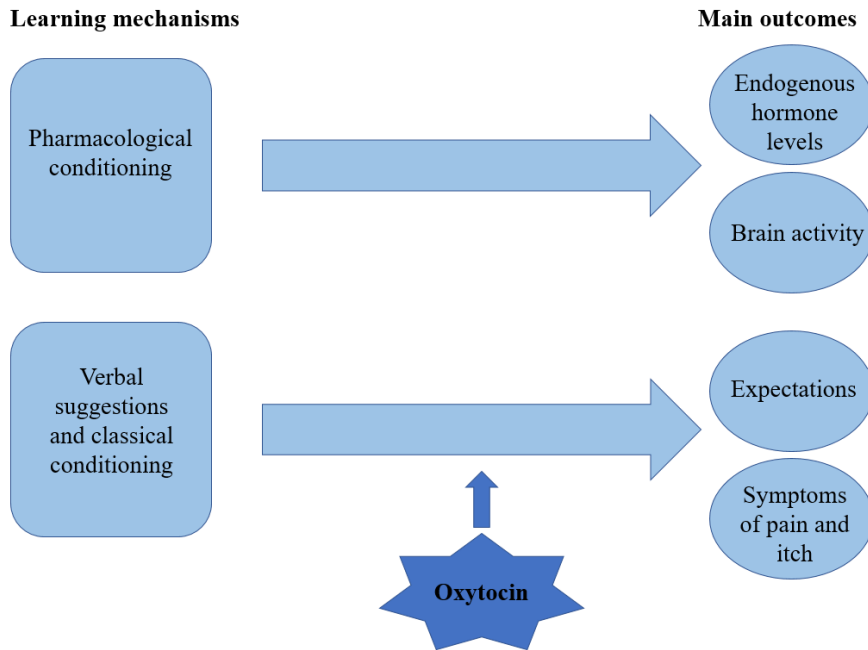 Learning mechanisms
Main outcomes
Pharmacological
conditioning
Endogenous
hormone
levels
Brain activity
Verbal
suggestions
and classical
conditioning
Expectations
Symptoms
of pain and
itch
Oxytocin